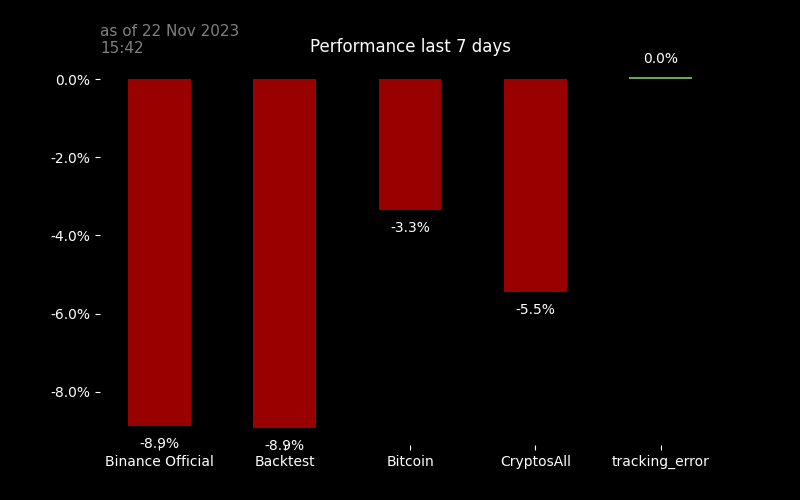 as of 22 Nov 2023
15:42
Performance last 7 days
0.0%
0.0%
-2.0%
-4.0%
-6.0%
-8.0%
-3.3%
-5.5%
-8.9%
-8.9%
Binance Official
Backtest
Bitcoin
CryptosAll
tracking_error